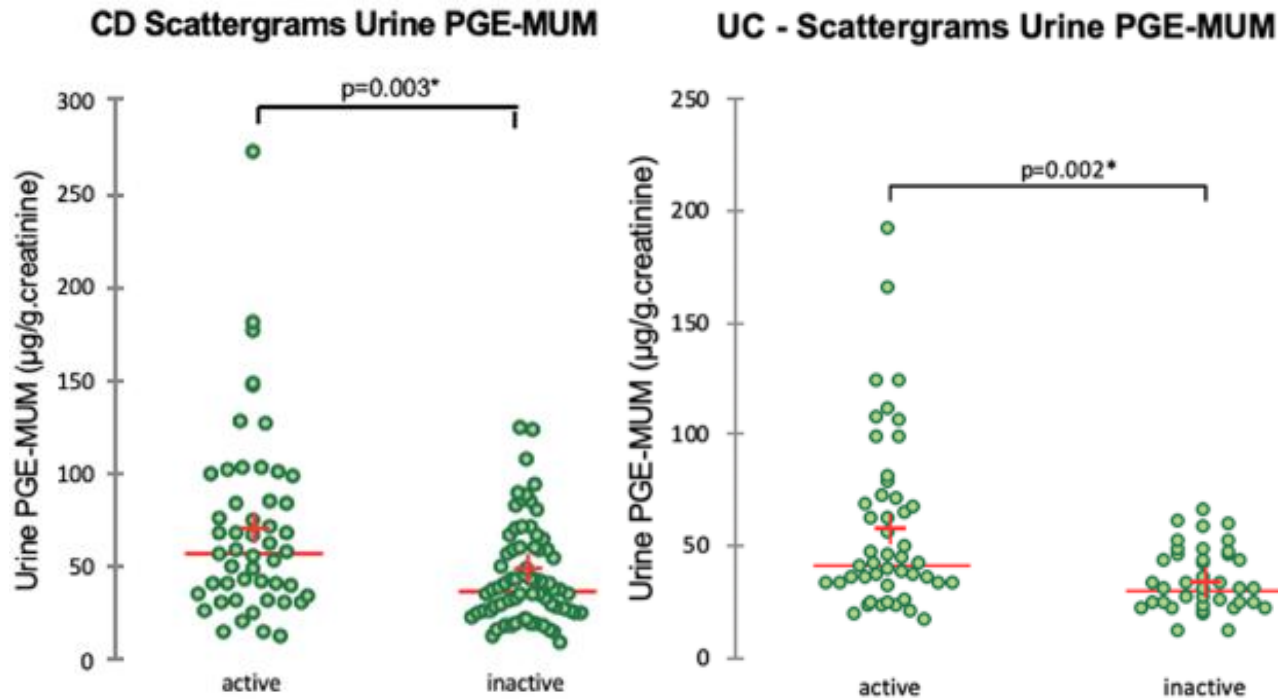 CD Scattergrams Urine PGE-MUM
p=0.003*
Urine PGE-MUM (µg/g.creatinine)
300
250
200
150
100
50
0
active
inactive
UC - Scattergrams Urine PGE-MUM
p=0.002*
Urine PGE-MUM (µg/g.creatinine)
250
200
150
100
50
0
active
inactive